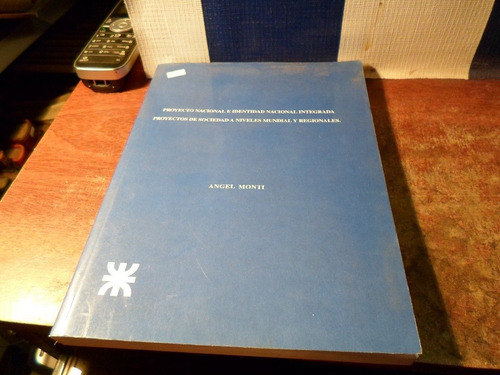 PROYECTO NACIONAL E IDENTIDAD NACIONAL INTEGRADA
PROYECTOS DE SOCIEDAD A NIVELES MUNDIAL Y REGIONALES.
ANGEL MONTI